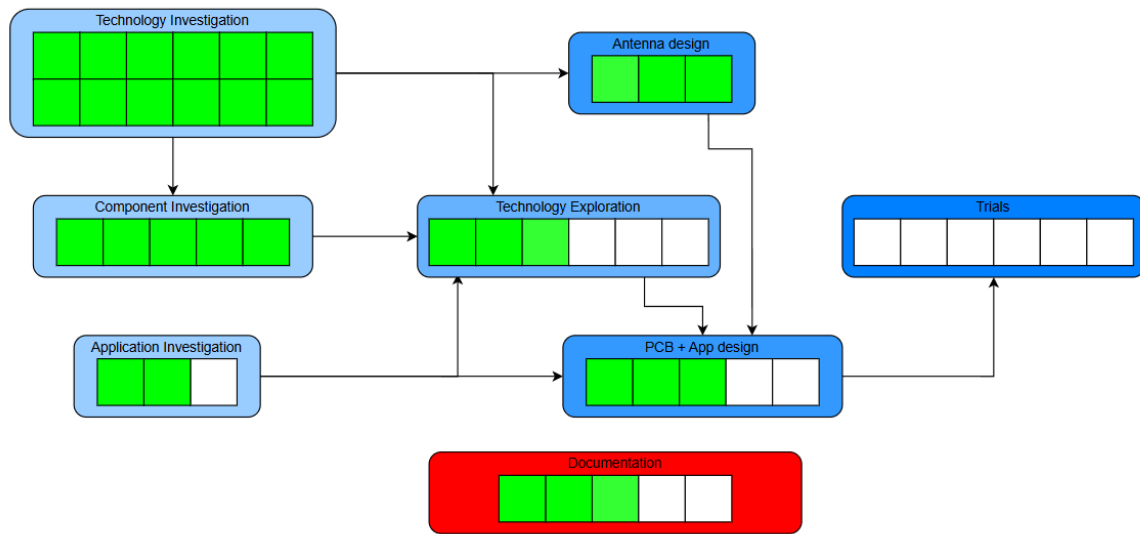 Technology Investigation
Antenna design
Component Investigation
Technology Exploration
Trials
Application Investigation
PCB + App design
Documentation